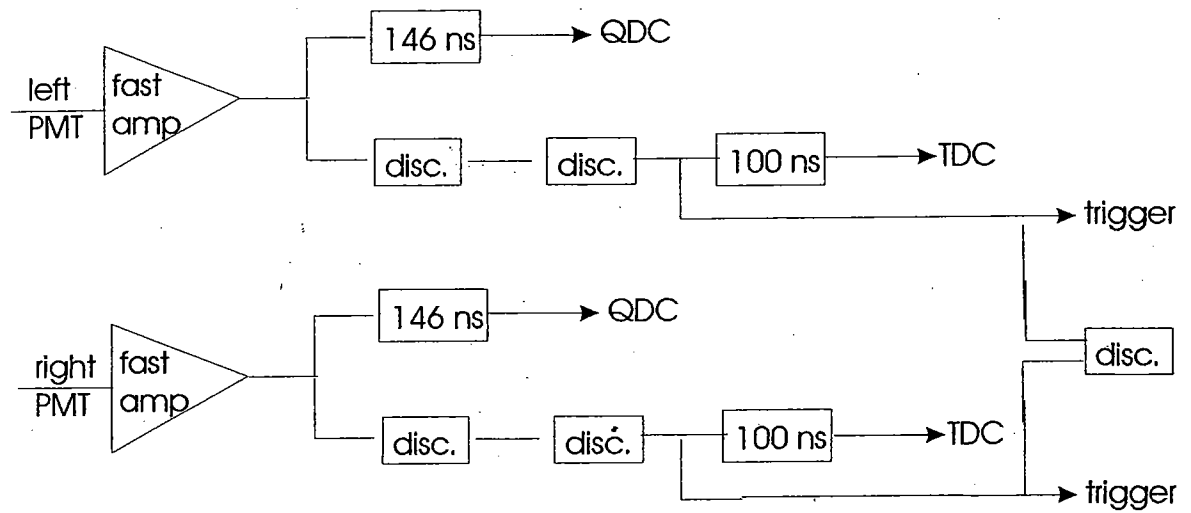 146 ns
QDC
left
PMT
fast
amp
disc.
disc.
100 ns
TDC
trigger
146 ns
QDC
right
PMT
fast
amp
disc.
disc.
disc.
100 ns
TDC
trigger